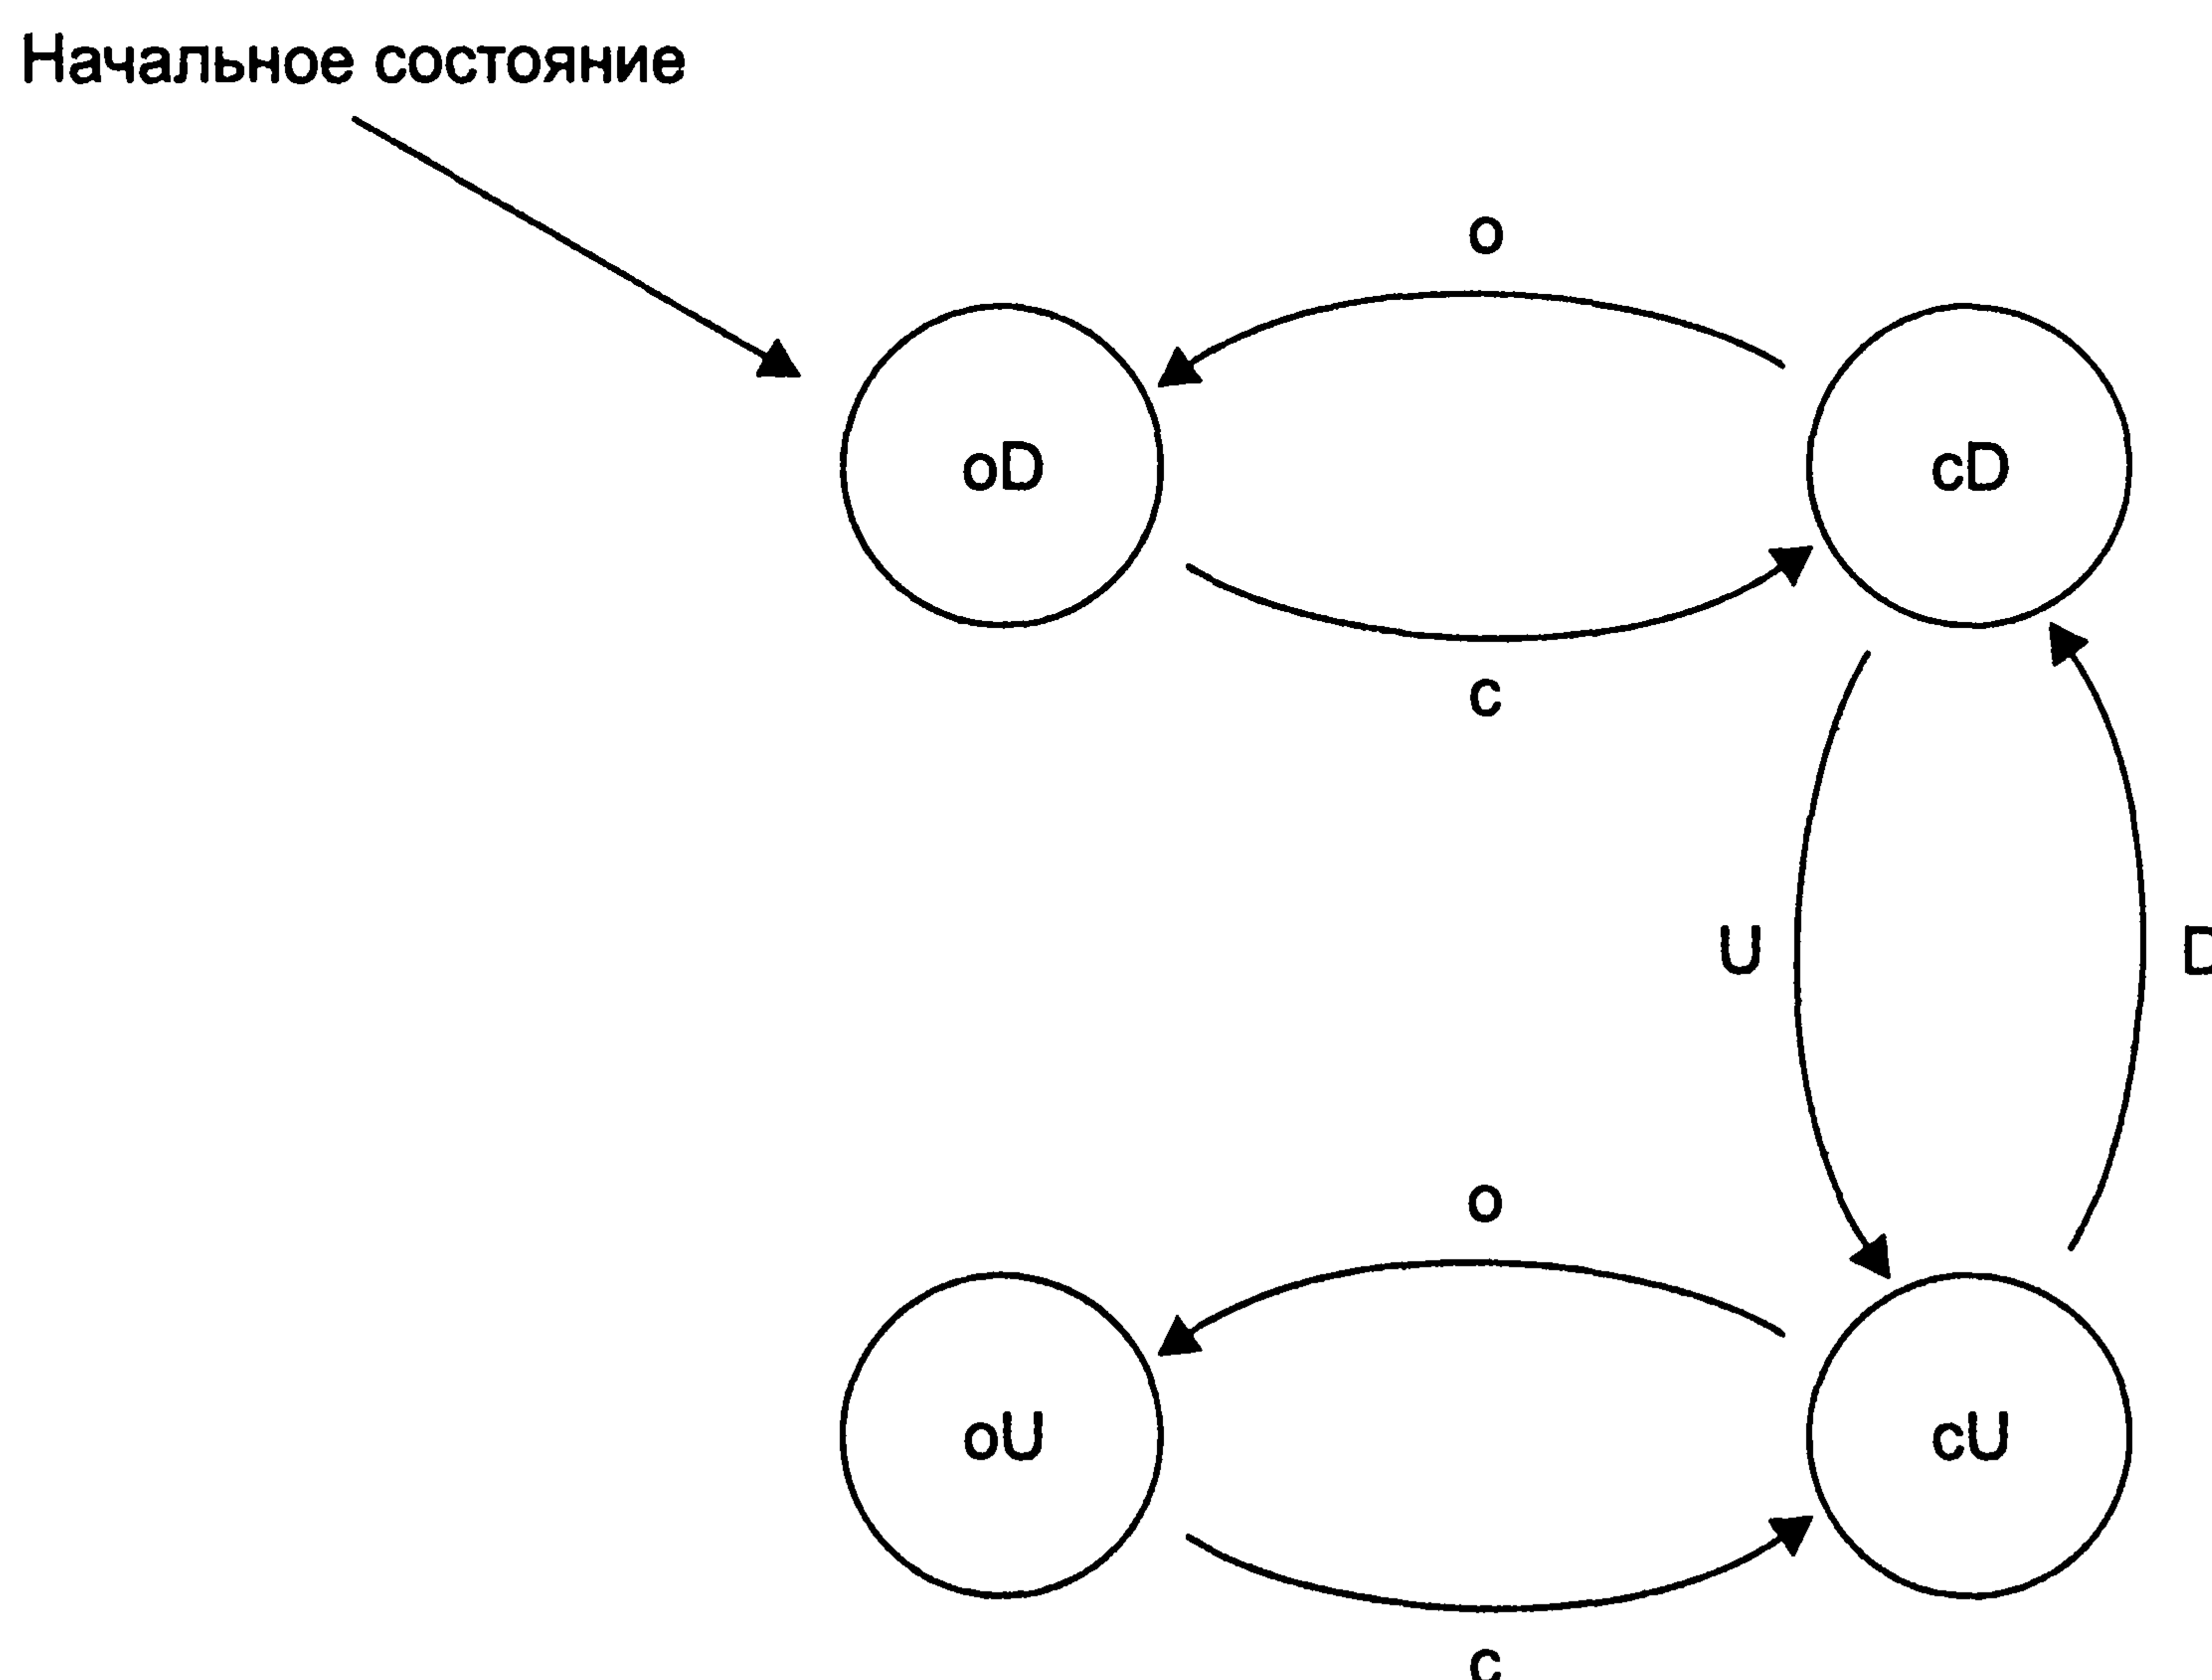 Начальное состояние
o
oD
cD
c
U
D
o
oU
cU
c